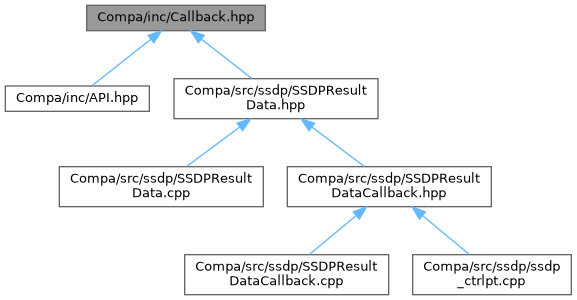 Compa/inc/Callback.hpp
Compa/inc/API.hpp
Compa/src/ssdp/SSDPResult
Data.hpp
Compa/src/ssdp/SSDPResult
Data.cpp
Compa/src/ssdp/SSDPResult
DataCallback.hpp
Compa/src/ssdp/SSDPResult
DataCallback.cpp
Compa/src/ssdp/ssdp
_ctrlpt.cpp